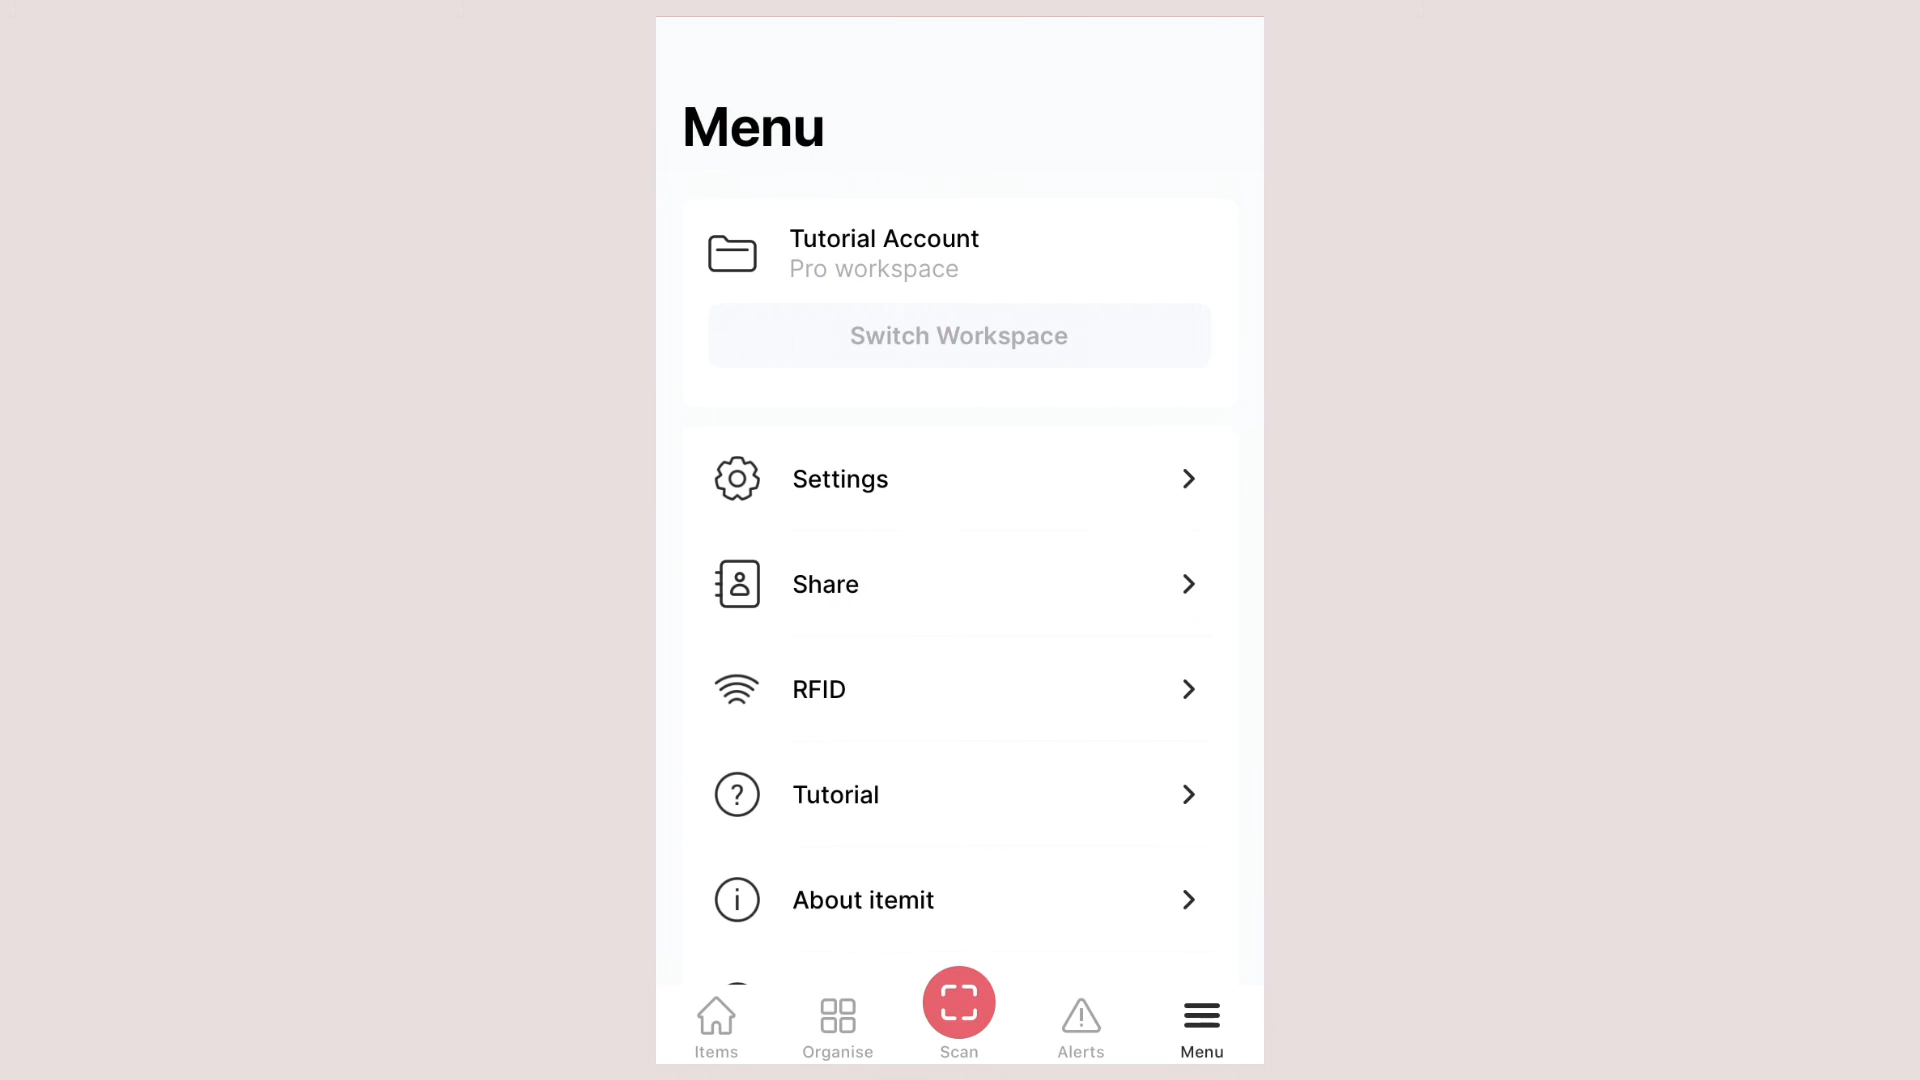 Menu
Tutorial Account
Pro workspace
Switch Workspace
Settings
Share
RFID
Tutorial
About itemit
Items
Organise
Scan
Alerts
Menu